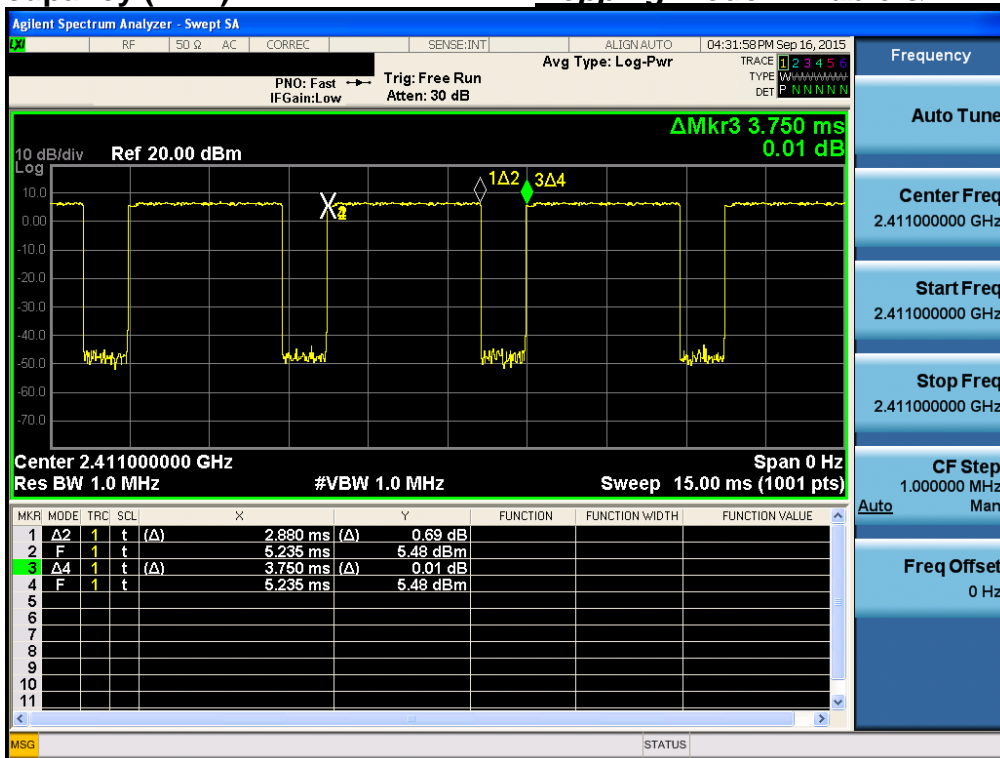 Agilent Spectrum Analyzer - Swept SA
LXI RF 50 Ω AC CORREC SENSE:INT ALIGN AUTO 04:31:58 PM Sep 16, 2015
Avg Type: Log-Pwr TRACE 1 2 3 4 5 6
PNO: Fast Trig: Free Run TYPE W
IFGain:Low Atten: 30 dB DET P N N N N N
Frequency
ΔMkr3 3.750 ms
0.01 dB
10 dB/div Ref 20.00 dBm
Log
1Δ2 3Δ4
10.0
0.00
-10.0
-20.0
-30.0
-40.0
-50.0
-60.0
-70.0
Center 2.411000000 GHz Span 0 Hz
Res BW 1.0 MHz #VBW 1.0 MHz Sweep 15.00 ms (1001 pts)
MKR MODE TRC SCL X Y FUNCTION FUNCTION WIDTH FUNCTION VALUE
1 Δ2 1 t (Δ) 2.880 ms (Δ) 0.69 dB
2 F 1 t 5.235 ms 5.48 dBm
3 Δ4 1 t (Δ) 3.750 ms (Δ) 0.01 dB
4 F 1 t 5.235 ms 5.48 dBm
5
6
7
8
9
10
11
MSG STATUS
Auto Tune
Center Freq
2.411000000 GHz
Start Freq
2.411000000 GHz
Stop Freq
2.411000000 GHz
CF Step
1.000000 MHz
Auto Man
Freq Offset
0 Hz